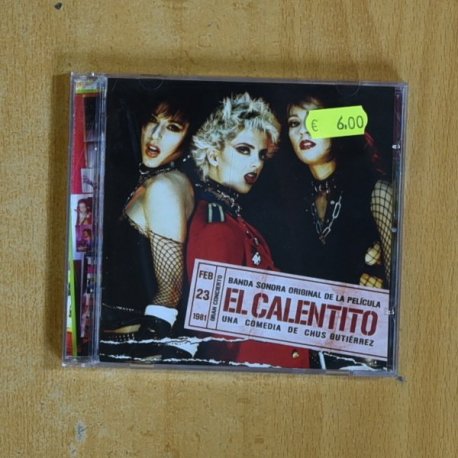 € 6,00
FEB
23
1981
GRAN CONCIERTO
BANDA SONORA ORIGINAL DE LA PELÍCULA
EL CALENTITO
UNA COMEDIA DE CHUS GUTIÉRREZ